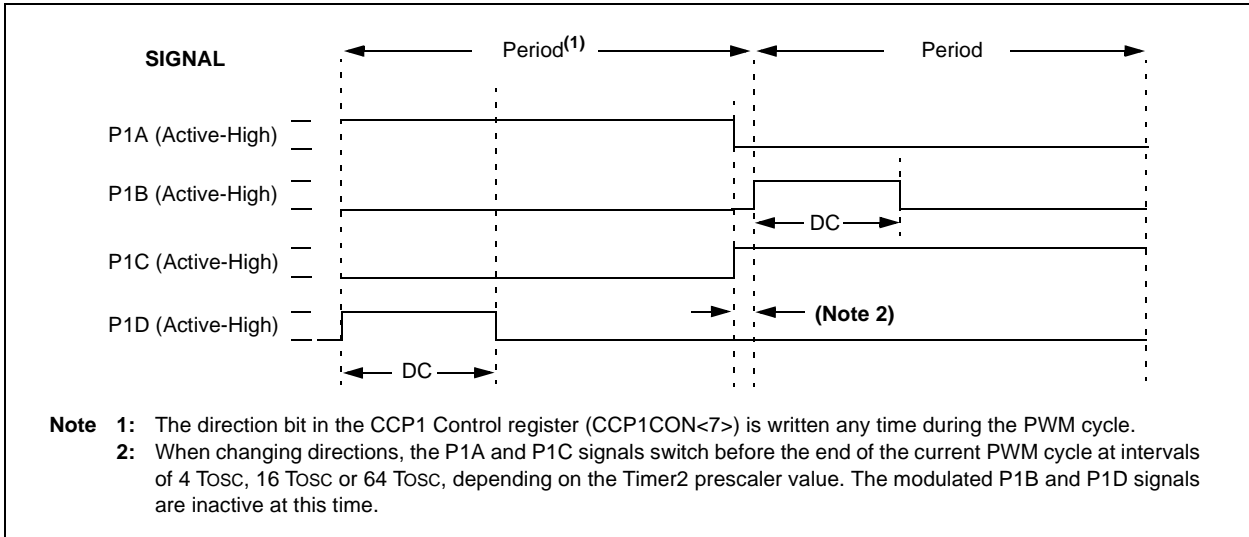 SIGNAL
Period(1)
Period
P1A (Active-High)
P1B (Active-High)
DC
P1C (Active-High)
P1D (Active-High)
(Note 2)
DC
Note 1: The direction bit in the CCP1 Control register (CCP1CON<7>) is written any time during the PWM cycle.
2: When changing directions, the P1A and P1C signals switch before the end of the current PWM cycle at intervals
of 4 TOSC, 16 TOSC or 64 TOSC, depending on the Timer2 prescaler value. The modulated P1B and P1D signals
are inactive at this time.